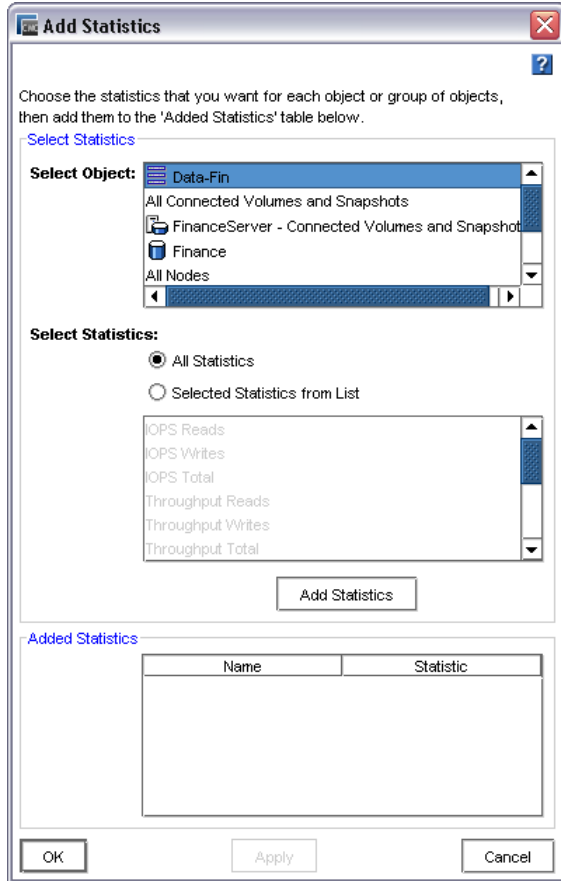 Add Statistics
?
Choose the statistics that you want for each object or group of objects,
then add them to the 'Added Statistics' table below.
Select Statistics
Select Object:
Data-Fin
All Connected Volumes and Snapshots
FinanceServer - Connected Volumes and Snapshot
Finance
All Nodes
Select Statistics:
All Statistics
Selected Statistics from List
IOPS Reads
IOPS Writes
IOPS Total
Throughput Reads
Throughput Writes
Throughput Total
Add Statistics
Added Statistics
Name Statistic
OK Apply Cancel